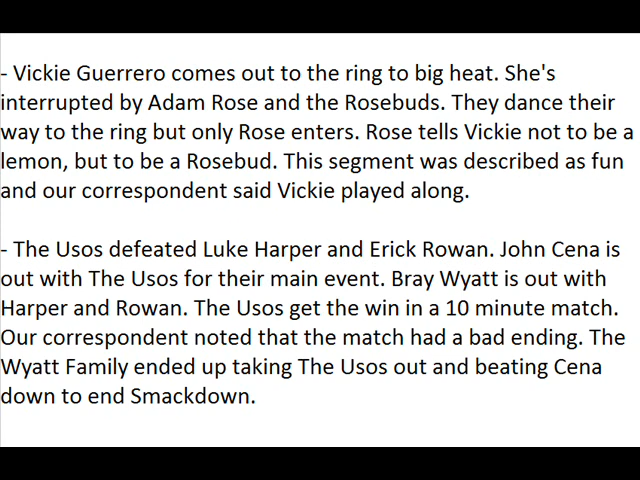 - Vickie Guerrero comes out to the ring to big heat. She's
interrupted by Adam Rose and the Rosebuds. They dance their
way to the ring but only Rose enters. Rose tells Vickie not to be a
lemon, but to be a Rosebud. This segment was described as fun
and our correspondent said Vickie played along.
- The Usos defeated Luke Harper and Erick Rowan. John Cena is
out with The Usos for their main event. Bray Wyatt is out with
Harper and Rowan. The Usos get the win in a 10 minute match.
Our correspondent noted that the match had a bad ending. The
Wyatt Family ended up taking The Usos out and beating Cena
down to end Smackdown.